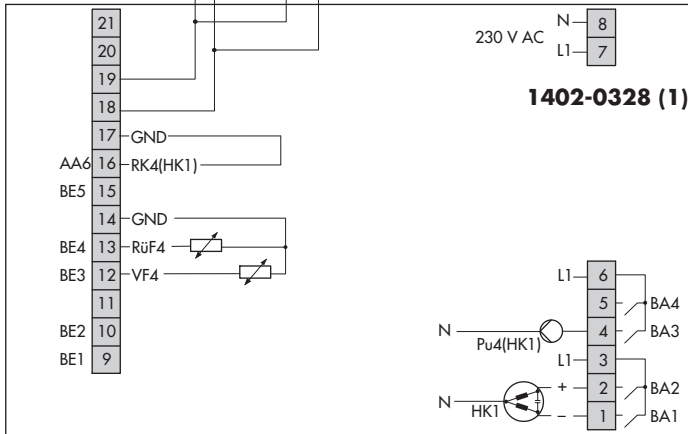 21
20
19
18
17 GND
AA6 16 RK4(HK1)
BE5 15
14 GND
BE4 13 RüF4
BE3 12 VF4
11
BE2 10
BE1 9
230 V AC
N 8
L1 7
1402-0328 (1)
L1 6
5 BA4
N Pu4(HK1) 4 BA3
L1 3
+ 2 BA2
N HK1 − 1 BA1